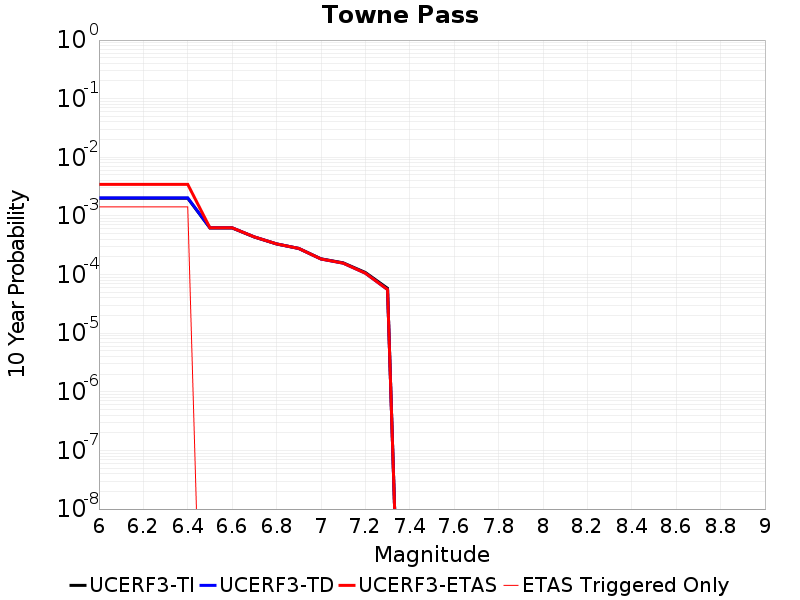 Towne Pass
10^0
10^-1
10^-2
10^-3
10^-4
10^-5
10^-6
10^-7
10^-8
10 Year Probability
6 6.2 6.4 6.6 6.8 7 7.2 7.4 7.6 7.8 8 8.2 8.4 8.6 8.8 9
Magnitude
UCERF3-TI UCERF3-TD UCERF3-ETAS ETAS Triggered Only